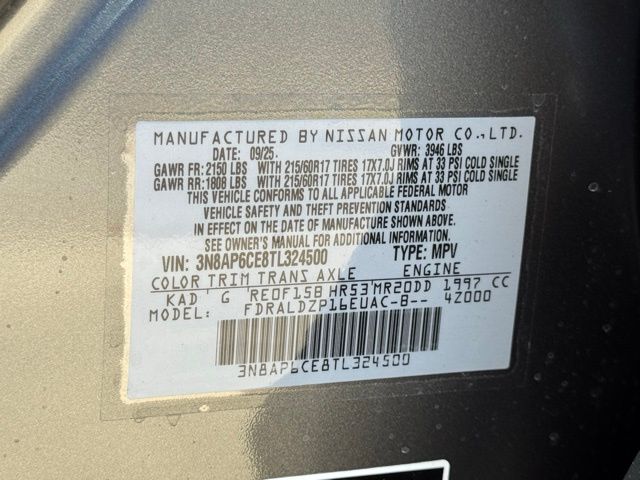 MANUFACTURED BY NISSAN MOTOR CO.,LTD.
DATE: 09/25. GVWR: 3946 LBS
GAWR FR: 2150 LBS WITH 215/60R17 TIRES 17X7.0J RIMS AT 33 PSI COLD SINGLE
GAWR RR: 1808 LBS WITH 215/60R17 TIRES 17X7.0J RIMS AT 33 PSI COLD SINGLE
THIS VEHICLE CONFORMS TO ALL APPLICABLE FEDERAL MOTOR
VEHICLE SAFETY AND THEFT PREVENTION STANDARDS
IN EFFECT ON THE DATE OF MANUFACTURE SHOWN ABOVE.
SEE OWNER'S MANUAL FOR ADDITIONAL INFORMATION.
VIN: 3N8AP6CE8TL324500 TYPE: MPV
COLOR TRIM TRANS AXLE ENGINE
KAD G RE0F15B HR53 MR20DD 1997 CC
FDRALDZP16EUAC-B-- 4Z000
3N8AP6CE8TL324500